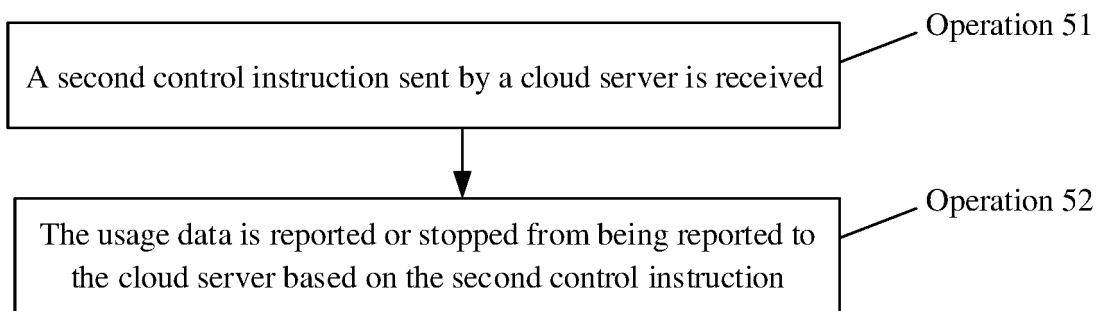 Operation 51
A second control instruction sent by a cloud server is received
Operation 52
The usage data is reported or stopped from being reported to
the cloud server based on the second control instruction